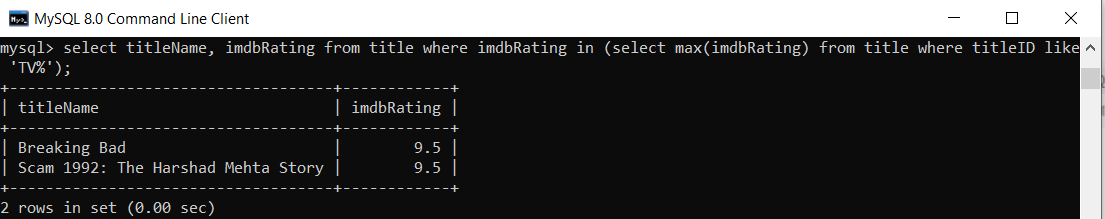 MySQL 8.0 Command Line Client
mysql> select titleName, imdbRating from title where imdbRating in (select max(imdbRating) from title where titleID like
 'TV%');
+----------------------------------+------------+
| titleName                        | imdbRating |
+----------------------------------+------------+
| Breaking Bad                     |        9.5 |
| Scam 1992: The Harshad Mehta Story |        9.5 |
+----------------------------------+------------+
2 rows in set (0.00 sec)